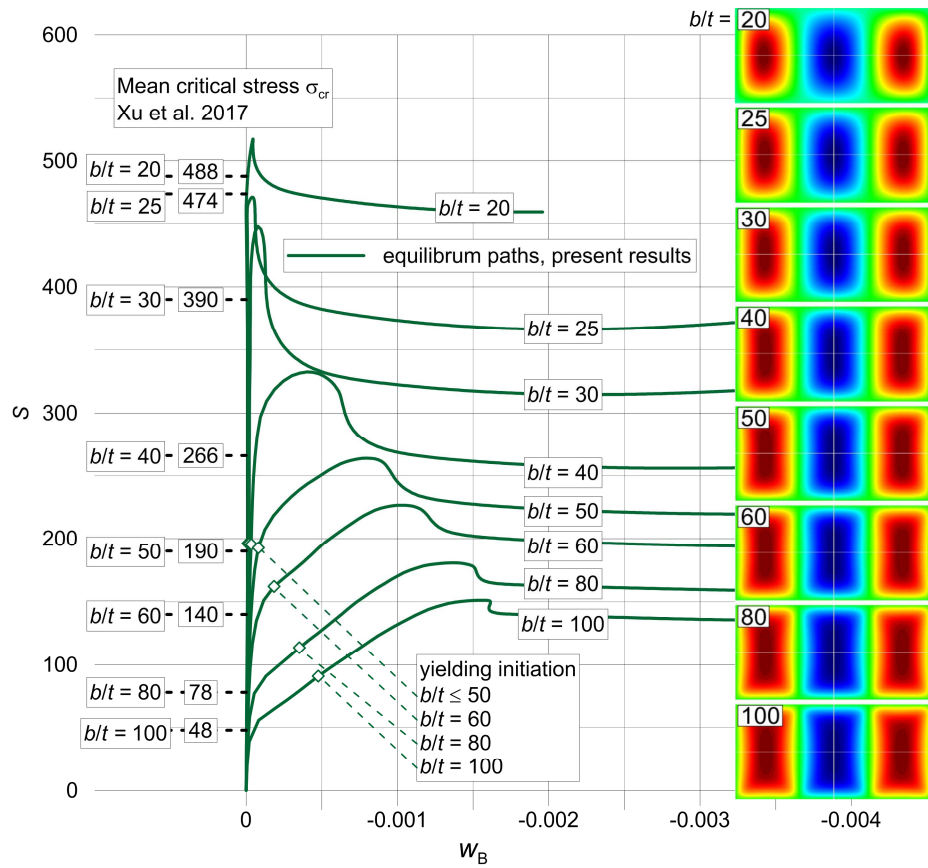 b/t = 20
600
Mean critical stress σcr
Xu et al. 2017
25
500
b/t = 20
488
b/t = 25
474
b/t = 20
30
equilibrum paths, present results
400
b/t = 30
390
b/t = 25
40
b/t = 30
S
300
50
b/t = 40
266
b/t = 40
b/t = 50
200
b/t = 50
190
b/t = 60
60
b/t = 60
140
b/t = 80
80
b/t = 100
100
yielding initiation
b/t ≤ 50
b/t = 60
b/t = 80
b/t = 100
b/t = 80
78
b/t = 100
48
100
0
0
-0.001
-0.002
-0.003
-0.004
wB